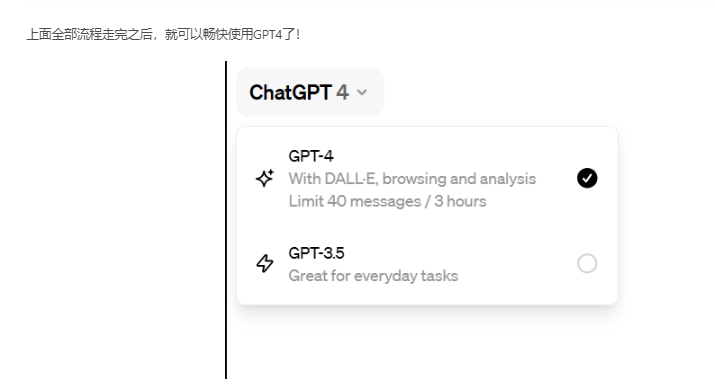 上面全部流程走完之后，就可以畅快使用GPT4了！
ChatGPT 4
GPT-4
With DALL·E, browsing and analysis
Limit 40 messages / 3 hours
GPT-3.5
Great for everyday tasks